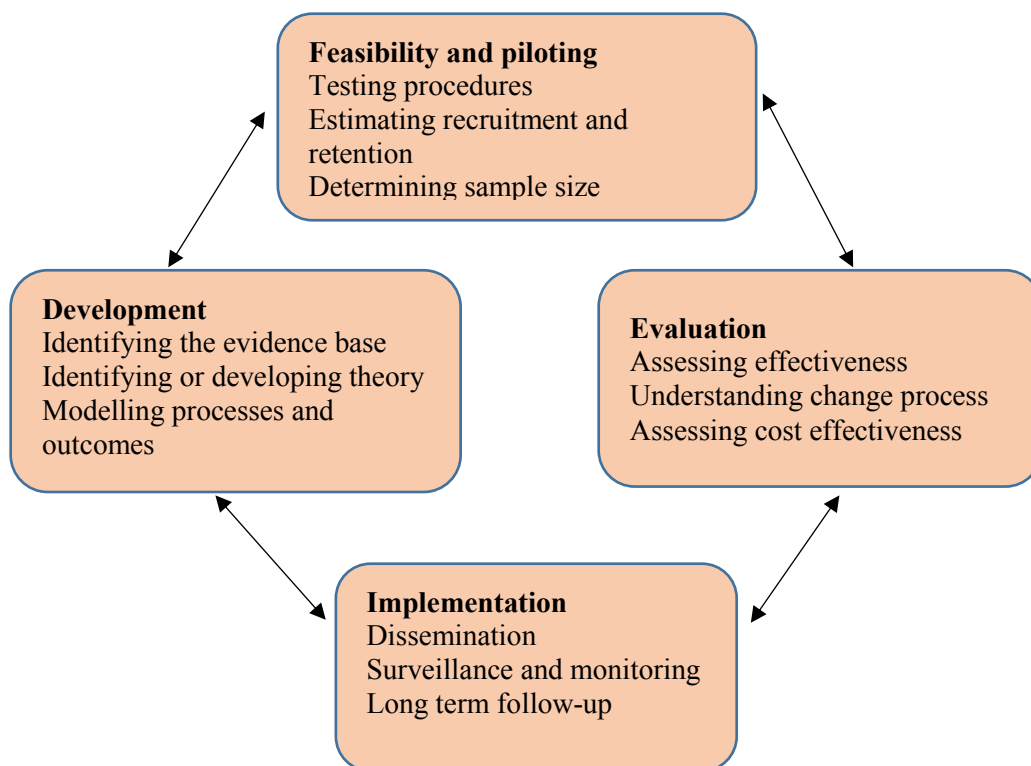 Feasibility and piloting
Testing procedures
Estimating recruitment and
retention
Determining sample size
Development
Identifying the evidence base
Identifying or developing theory
Modelling processes and
outcomes
Evaluation
Assessing effectiveness
Understanding change process
Assessing cost effectiveness
Implementation
Dissemination
Surveillance and monitoring
Long term follow-up